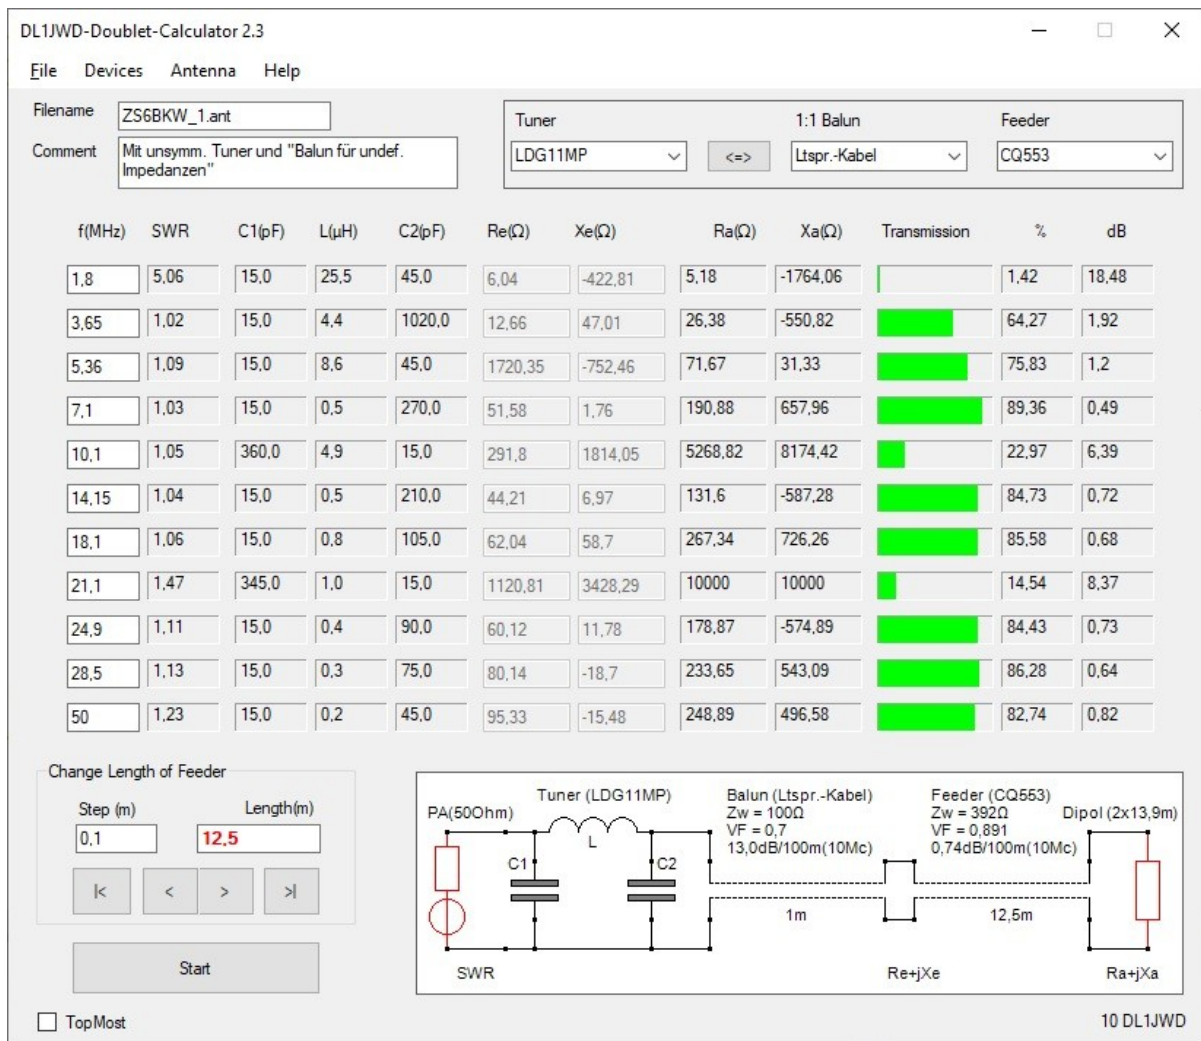 DL1JWD-Doublet-Calculator 2.3
File Devices Antenna Help
Filename ZS6BKW_1.ant
Comment Mit unsymm. Tuner und "Balun für undef.
Impedanzen"
Tuner 1:1 Balun Feeder
LDG11MP <=> Ltspr.-Kabel CQ553
f(MHz) SWR C1(pF) L(µH) C2(pF) Re(Ω) Xe(Ω) Ra(Ω) Xa(Ω) Transmission % dB
1,8 5,06 15,0 25,5 45,0 6,04 -422,81 5,18 -1764,06 1,42 18,48
3,65 1,02 15,0 4,4 1020,0 12,66 47,01 26,38 -550,82 64,27 1,92
5,36 1,09 15,0 8,6 45,0 1720,35 -752,46 71,67 31,33 75,83 1,2
7,1 1,03 15,0 0,5 270,0 51,58 1,76 190,88 657,96 89,36 0,49
10,1 1,05 360,0 4,9 15,0 291,8 1814,05 5268,82 8174,42 22,97 6,39
14,15 1,04 15,0 0,5 210,0 44,21 6,97 131,6 -587,28 84,73 0,72
18,1 1,06 15,0 0,8 105,0 62,04 58,7 267,34 726,26 85,58 0,68
21,1 1,47 345,0 1,0 15,0 1120,81 3428,29 10000 10000 14,54 8,37
24,9 1,11 15,0 0,4 90,0 60,12 11,78 178,87 -574,89 84,43 0,73
28,5 1,13 15,0 0,3 75,0 80,14 -18,7 233,65 543,09 86,28 0,64
50 1,23 15,0 0,2 45,0 95,33 -15,48 248,89 496,58 82,74 0,82
Change Length of Feeder
Step (m) Length(m)
0,1 12,5
|< < > >|
Start
TopMost
PA(50Ohm) Tuner (LDG11MP) Balun (Ltspr.-Kabel) Feeder (CQ553) Dipol (2x13,9m)
Zw = 100Ω Zw = 392Ω
VF = 0,7 VF = 0,891
13,0dB/100m(10Mc) 0,74dB/100m(10Mc)
L
C1 C2
1m 12,5m
SWR Re+jXe Ra+jXa
10 DL1JWD